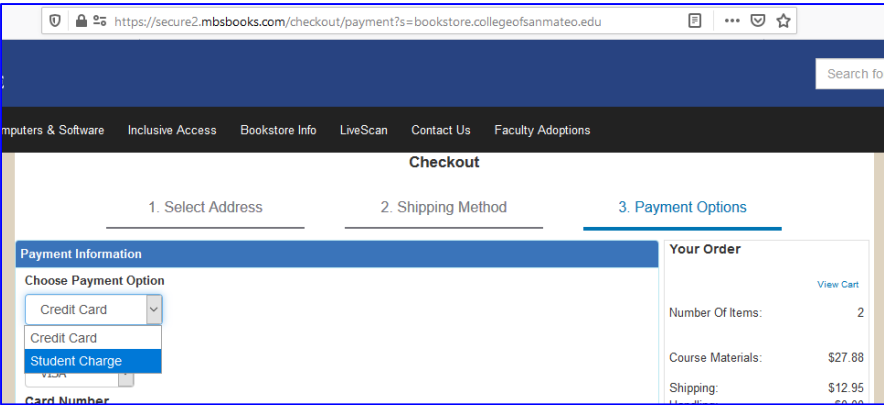 https://secure2.mbsbooks.com/checkout/payment?s=bookstore.collegeofsanmateo.edu
Search fo
mputers & Software Inclusive Access Bookstore Info LiveScan Contact Us Faculty Adoptions
Checkout
1. Select Address 2. Shipping Method 3. Payment Options
Payment Information
Choose Payment Option
Credit Card
Credit Card
Student Charge
VISA
Card Number
Your Order
View Cart
Number Of Items: 2
Course Materials: $27.88
Shipping: $12.95